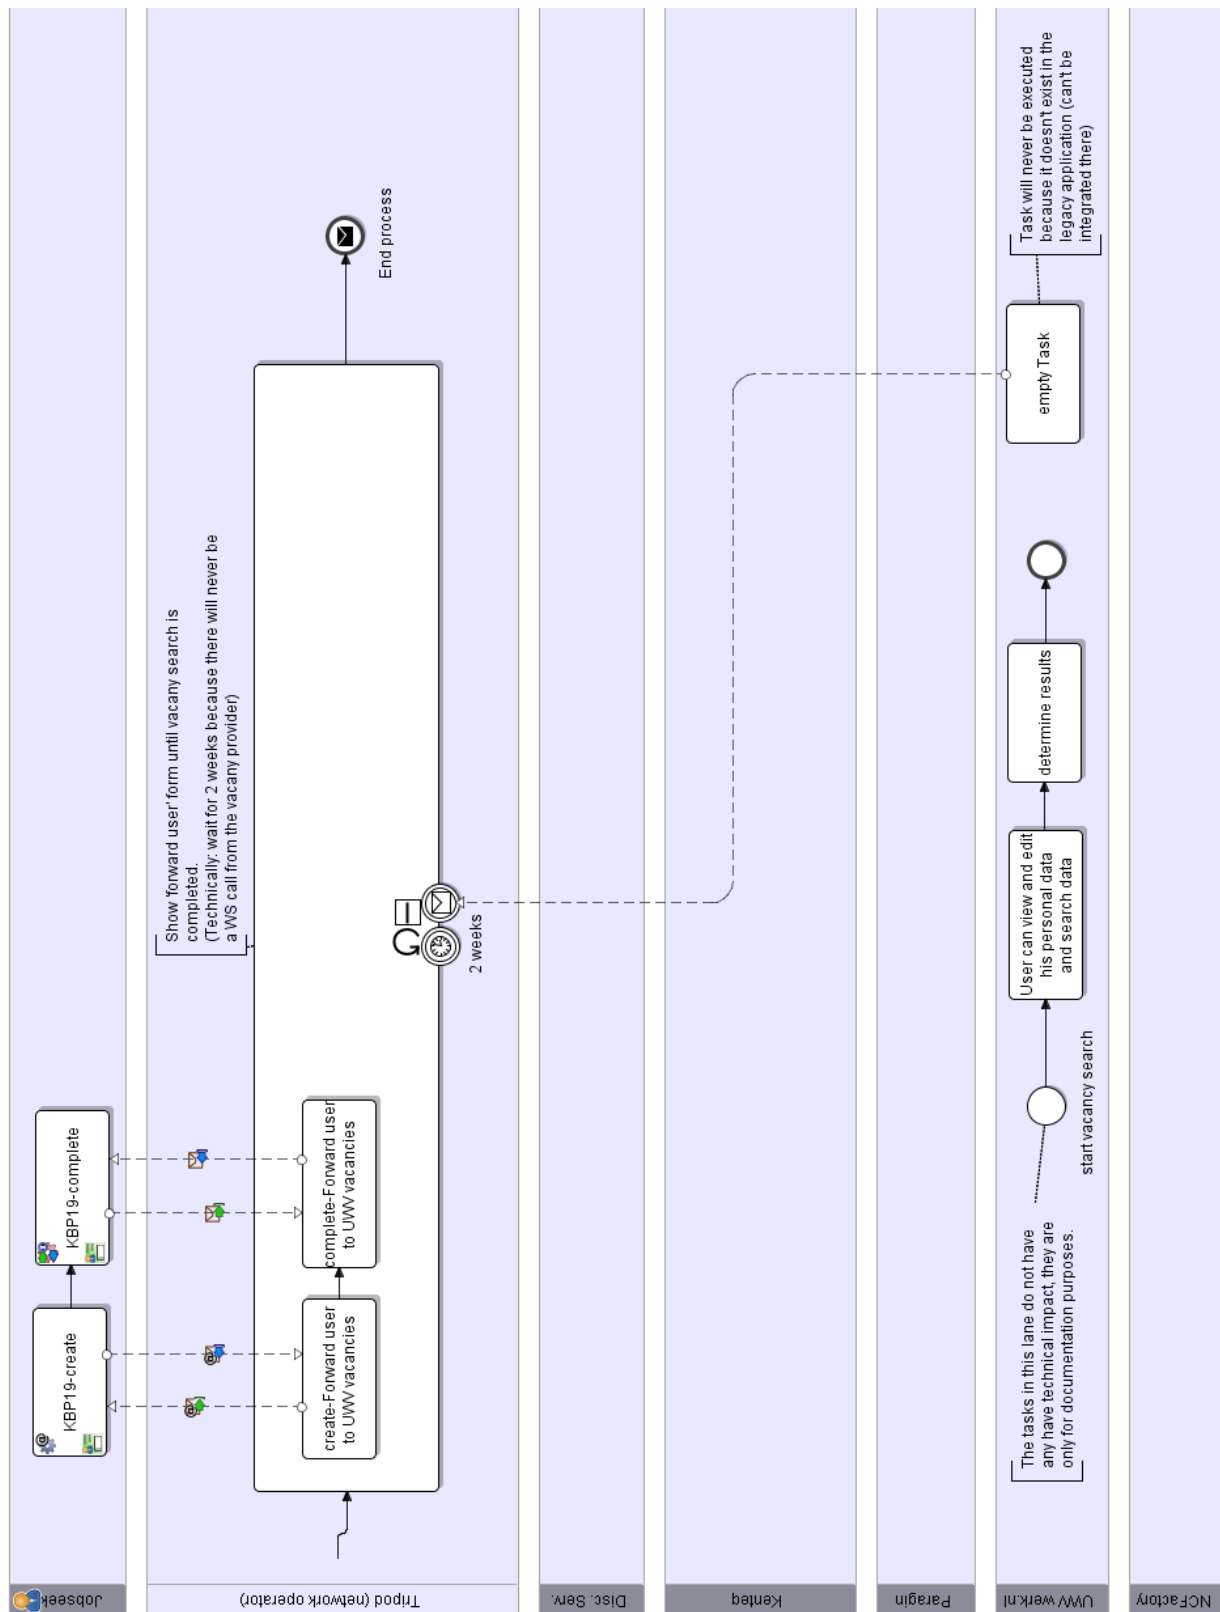 Jobseek
KBP19-create
KBP19-complete
Tripod (network operator)
Show 'forward user' form until vacany search is
completed.
(Technically: wait for 2 weeks because there will never be
a WS call from the vacany provider)
create-Forward user
to UWV vacancies
complete-Forward user
to UWV vacancies
2 weeks
End process
Disc. Serv.
Kenteq
Paragin
UWV werk.nl
The tasks in this lane do not have
any have technical impact, they are
only for documentation purposes.
start vacancy search
User can view and edit
his personal data
and search data
determine results
empty Task
Task will never be executed
because it doesn't exist in the
legacy application (can't be
integrated there)
NCFactory